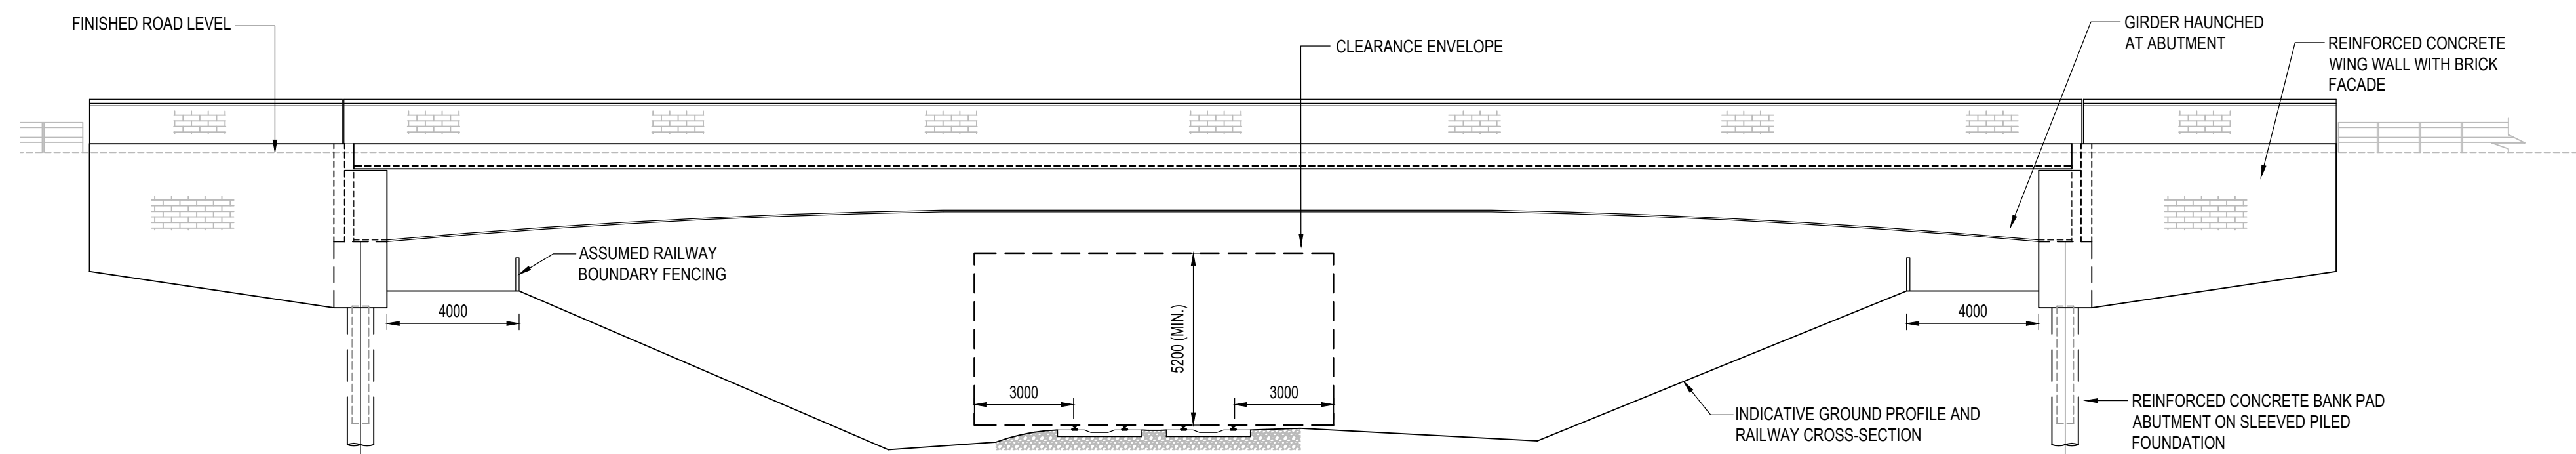 FINISHED ROAD LEVEL
CLEARANCE ENVELOPE
GIRDER HAUNCHED
AT ABUTMENT
REINFORCED CONCRETE
WING WALL WITH BRICK
FACADE
ASSUMED RAILWAY
BOUNDARY FENCING
4000
5200 (MIN.)
3000
3000
4000
INDICATIVE GROUND PROFILE AND
RAILWAY CROSS-SECTION
REINFORCED CONCRETE BANK PAD
ABUTMENT ON SLEEVED PILED
FOUNDATION